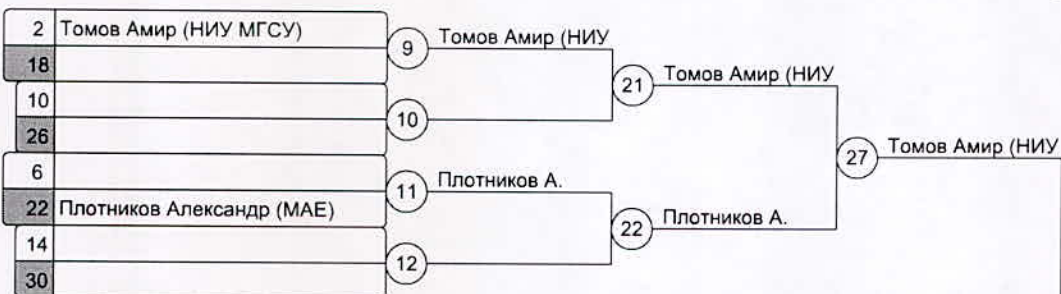 2 Томов Амир (НИУ МГСУ)
9 Томов Амир (НИУ
18
21 Томов Амир (НИУ
10
10
26
27 Томов Амир (НИУ
6
11 Плотников А.
22 Плотников Александр (МАЕ)
22 Плотников А.
14
12
30